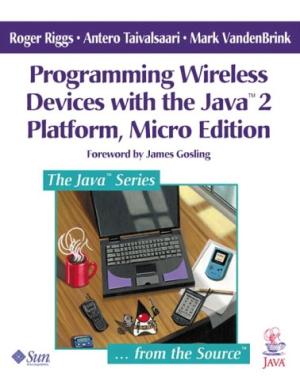 Roger Riggs • Antero Taivalsaari • Mark VandenBrink
Programming Wireless
Devices with the Java™ 2
Platform, Micro Edition
Foreword by James Gosling
The Java™ Series
Sun
... from the Source™
JAVA